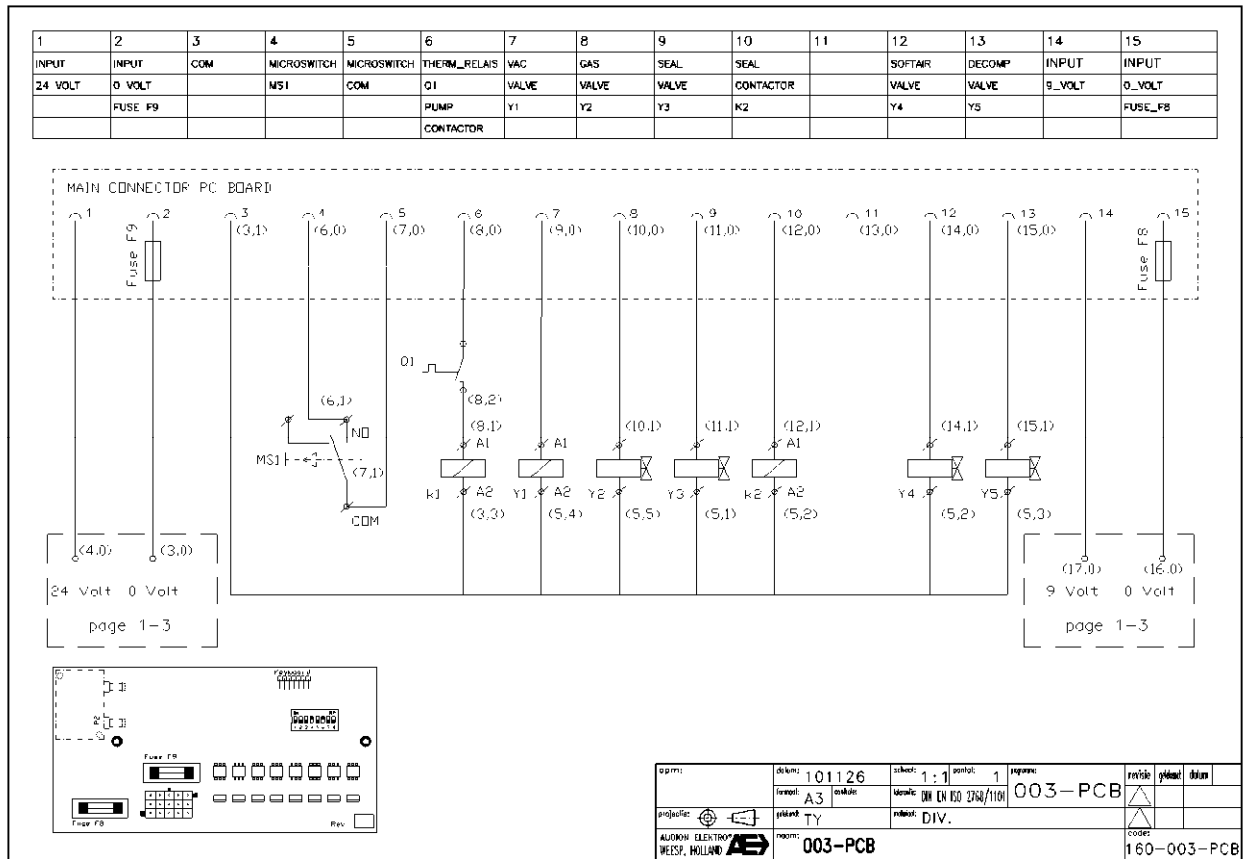 1 2 3 4 5 6 7 8 9 10 11 12 13 14 15
INPUT INPUT COM MICROSWITCH MICROSWITCH THERM_RELAIS VAC GAS SEAL SEAL SOFTAIR DECOMP INPUT INPUT
24 VOLT 0 VOLT MS1 COM Q1 VALVE VALVE VALVE CONTACTOR VALVE VALVE 9_VOLT 0_VOLT
FUSE F9 PUMP Y1 Y2 Y3 K2 Y4 Y5 FUSE_F8
CONTACTOR
MAIN CONNECTOR PC BOARD
1 2 3 4 5 6 7 8 9 10 11 12 13 14 15
(3,1) (6,0) (7,0) (8,0) (9,0) (10,0) (11,0) (12,0) (13,0) (14,0) (15,0)
Fuse F9
Fuse F8
Q1
(8,2)
(6,1) (8,1) (10,1) (11,1) (12,1) (14,1) (15,1)
NO A1 A1 A1
MS1 (7,1)
K1 A2 Y1 A2 Y2 Y3 K2 A2 Y4 Y5
COM (3,3) (5,4) (5,5) (5,1) (5,2) (5,2) (5,3)
(4,0) (3,0) (17,0) (16,0)
24 Volt 0 Volt 9 Volt 0 Volt
page 1-3 page 1-3
Keyboard
Fuse F9
Fuse F8
Rev
opm: datum: 101126 schaal: 1:1 aantal: 1 programma: 003-PCB revisie getekend datum
formaat: A3 tolerantie: DIN EN ISO 2768/1101
projectie: getekend: TY materiaal: DIV.
AUDION ELEKTRO naam: 003-PCB code:
WEESP, HOLLAND AE 160-003-PCB